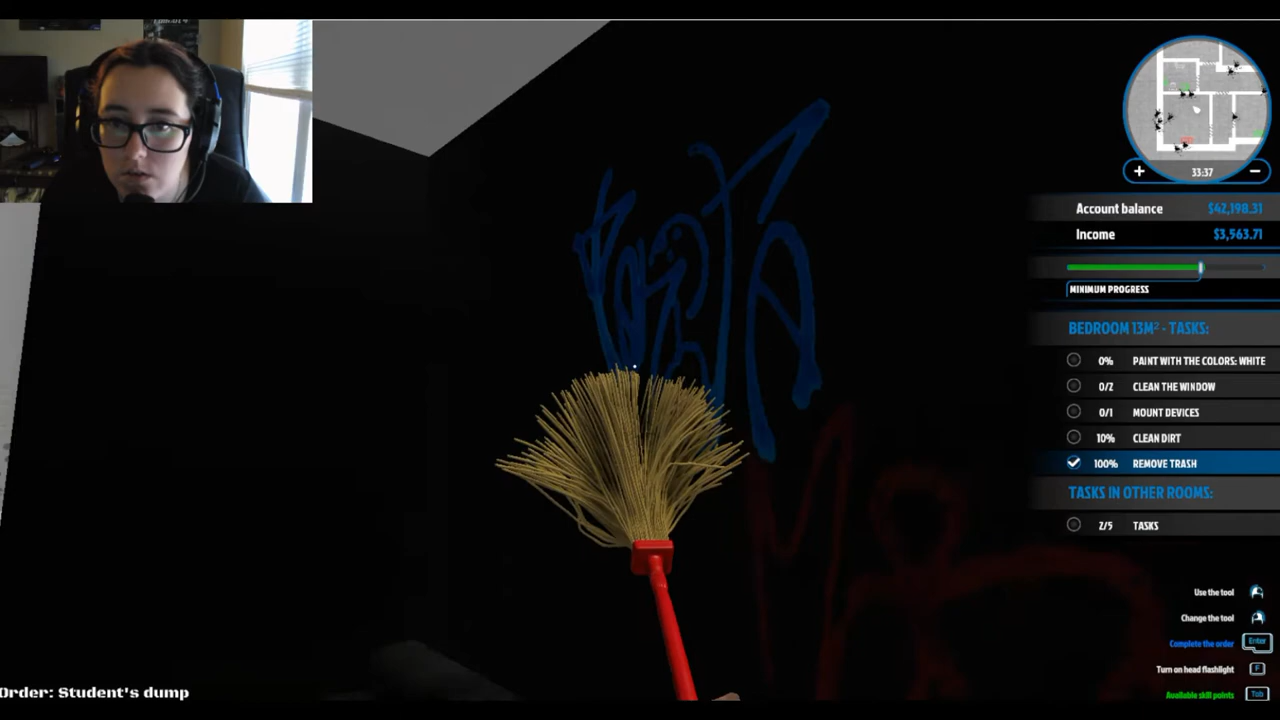 33:37
Account balance $42,198.31
Income $3,563.71
MINIMUM PROGRESS
BEDROOM 13M² - TASKS:
0% PAINT WITH THE COLORS: WHITE
0/2 CLEAN THE WINDOW
0/1 MOUNT DEVICES
10% CLEAN DIRT
100% REMOVE TRASH
TASKS IN OTHER ROOMS:
2/5 TASKS
Use the tool
Change the tool
Complete the order Enter
Turn on head flashlight F
Available skill points Tab
Order: Student's dump